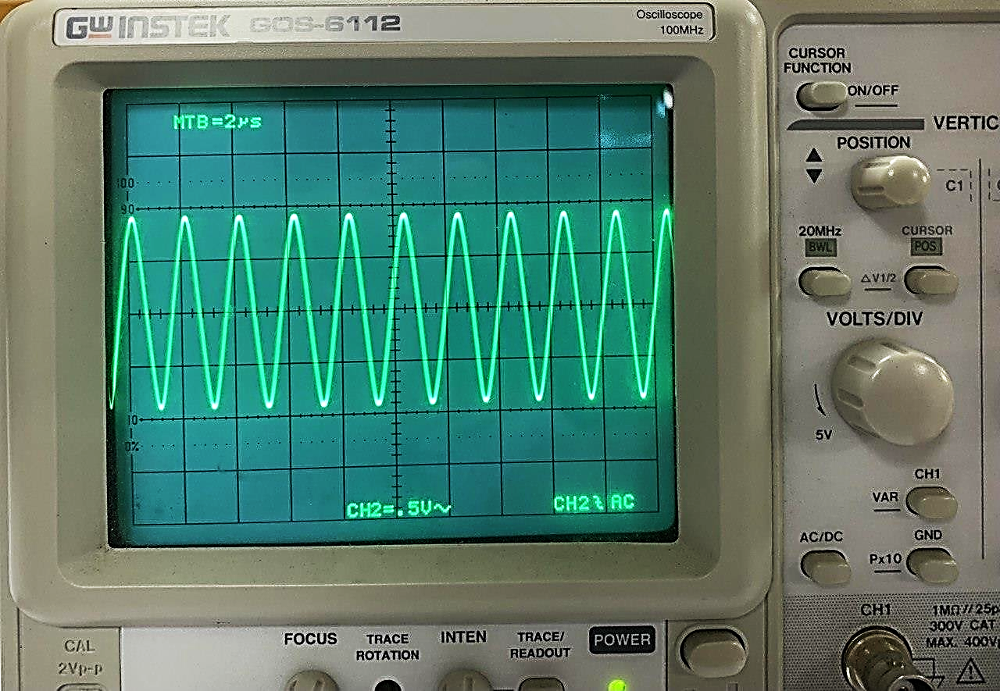 GW INSTEK GOS-6112
Oscilloscope
100MHz
MTB=2µs
100
90
10
0%
CH2=.5V~
CH2 AC
CURSOR
FUNCTION
ON/OFF
VERTIC
POSITION
C1
20MHz
BWL
CURSOR
POS
△V1/2
VOLTS/DIV
5V
CH1
VAR
AC/DC
GND
Px10
CH1
1MΩ//25p
300V CAT
MAX. 400V
CAL
2Vp-p
FOCUS
TRACE
ROTATION
INTEN
TRACE/
READOUT
POWER